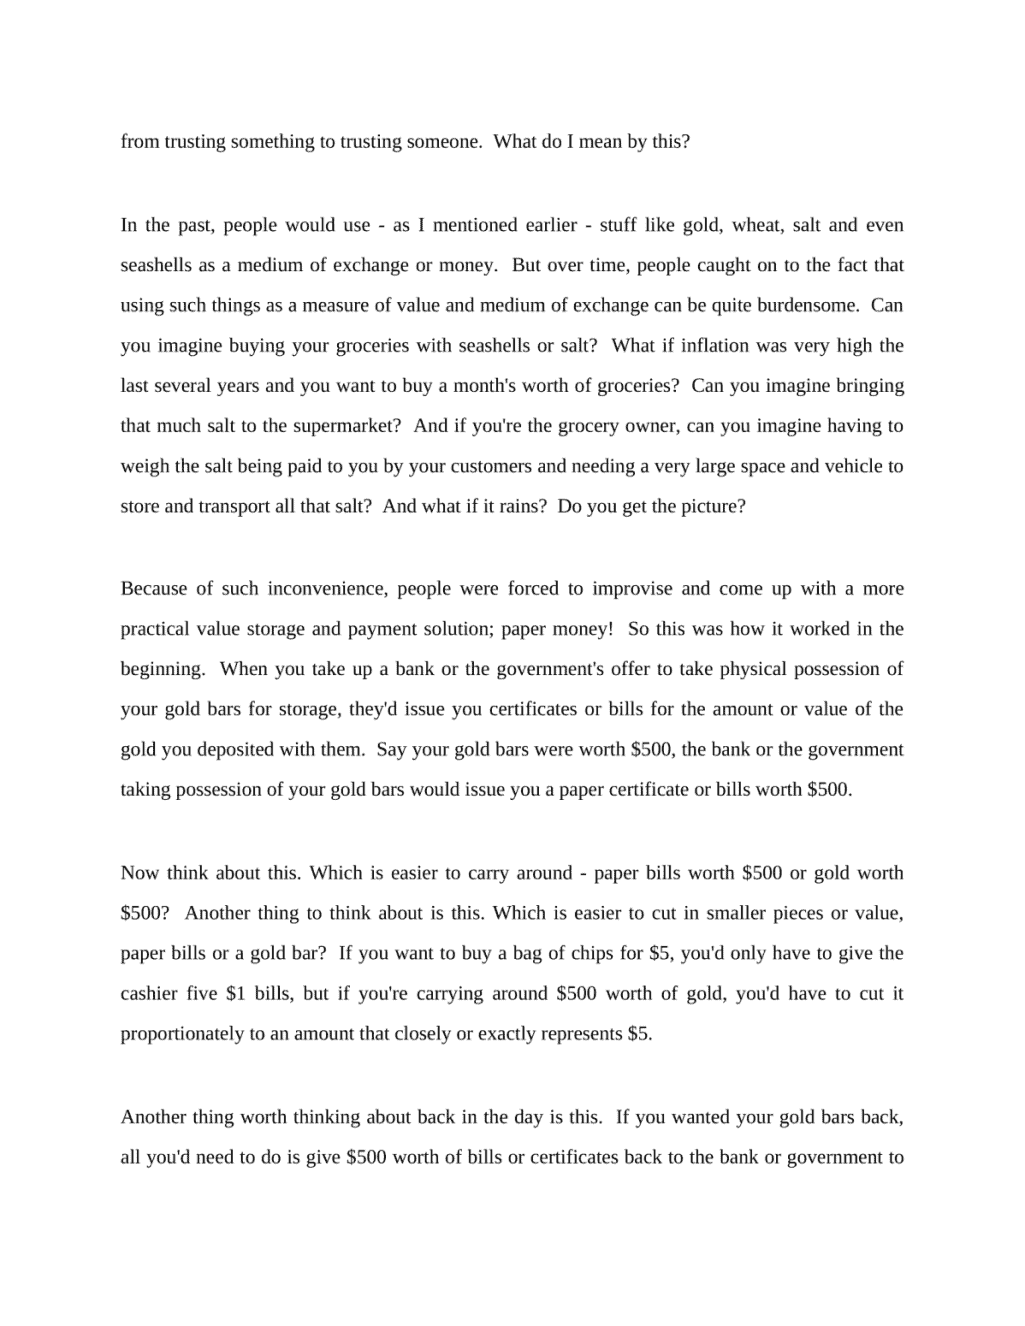 from trusting something to trusting someone.  What do I mean by this?
In the past, people would use - as I mentioned earlier - stuff like gold, wheat, salt and even
seashells as a medium of exchange or money.  But over time, people caught on to the fact that
using such things as a measure of value and medium of exchange can be quite burdensome.  Can
you imagine buying your groceries with seashells or salt?  What if inflation was very high the
last several years and you want to buy a month's worth of groceries?  Can you imagine bringing
that much salt to the supermarket?  And if you're the grocery owner, can you imagine having to
weigh the salt being paid to you by your customers and needing a very large space and vehicle to
store and transport all that salt?  And what if it rains?  Do you get the picture?
Because of such inconvenience, people were forced to improvise and come up with a more
practical value storage and payment solution; paper money!  So this was how it worked in the
beginning.  When you take up a bank or the government's offer to take physical possession of
your gold bars for storage, they'd issue you certificates or bills for the amount or value of the
gold you deposited with them.  Say your gold bars were worth $500, the bank or the government
taking possession of your gold bars would issue you a paper certificate or bills worth $500.
Now think about this. Which is easier to carry around - paper bills worth $500 or gold worth
$500?  Another thing to think about is this. Which is easier to cut in smaller pieces or value,
paper bills or a gold bar?  If you want to buy a bag of chips for $5, you'd only have to give the
cashier five $1 bills, but if you're carrying around $500 worth of gold, you'd have to cut it
proportionately to an amount that closely or exactly represents $5.
Another thing worth thinking about back in the day is this.  If you wanted your gold bars back,
all you'd need to do is give $500 worth of bills or certificates back to the bank or government to